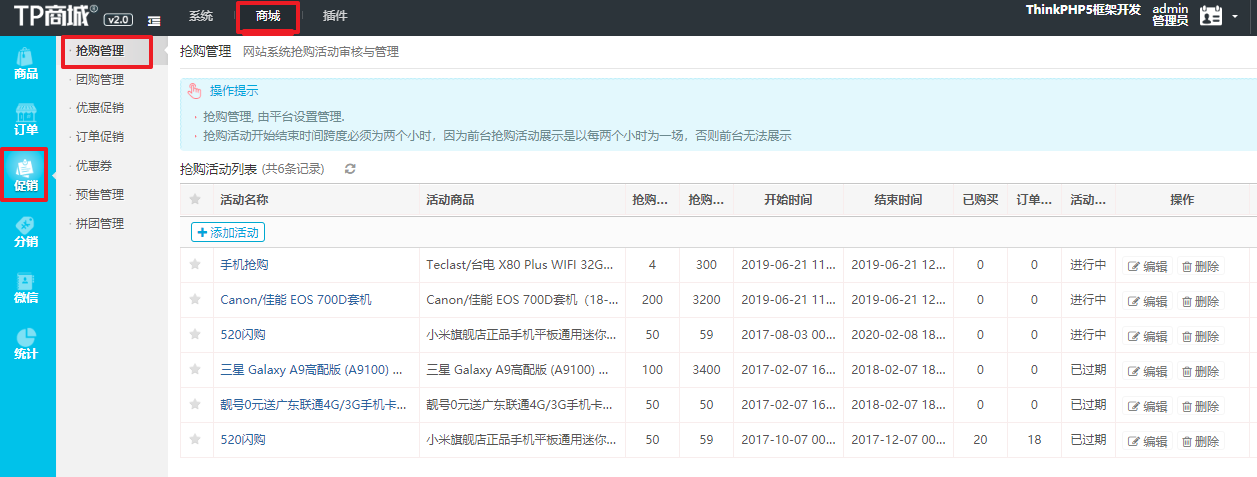 TP商城® v2.0 系统 商城 插件 ThinkPHP5框架开发 admin 管理员
商品
订单
促销
分销
微信
统计
· 抢购管理
· 团购管理
· 优惠促销
· 订单促销
· 优惠券
· 预售管理
· 拼团管理
抢购管理 网站系统抢购活动审核与管理
操作提示
· 抢购管理, 由平台设置管理.
· 抢购活动开始结束时间跨度必须为两个小时，因为前台抢购活动展示是以每两个小时为一场，否则前台无法展示
抢购活动列表 (共6条记录)
活动名称 活动商品 抢购... 抢购... 开始时间 结束时间 已购买 订单... 活动... 操作
+ 添加活动
手机抢购 Teclast/台电 X80 Plus WIFI 32G... 4 300 2019-06-21 11... 2019-06-21 12... 0 0 进行中 编辑 删除
Canon/佳能 EOS 700D套机 Canon/佳能 EOS 700D套机（18-... 200 3200 2019-06-21 11... 2019-06-21 12... 0 0 进行中 编辑 删除
520闪购 小米旗舰店正品手机平板通用迷你... 50 59 2017-08-03 00... 2020-02-08 18... 0 0 进行中 编辑 删除
三星 Galaxy A9高配版 (A9100) ... 三星 Galaxy A9高配版 (A9100) ... 100 3400 2017-02-07 16... 2018-02-07 18... 0 0 已过期 编辑 删除
靓号0元送广东联通4G/3G手机卡... 靓号0元送广东联通4G/3G手机卡... 50 50 2017-02-07 16... 2018-02-07 18... 0 0 已过期 编辑 删除
520闪购 小米旗舰店正品手机平板通用迷你... 50 59 2017-10-07 00... 2017-12-07 00... 20 18 已过期 编辑 删除